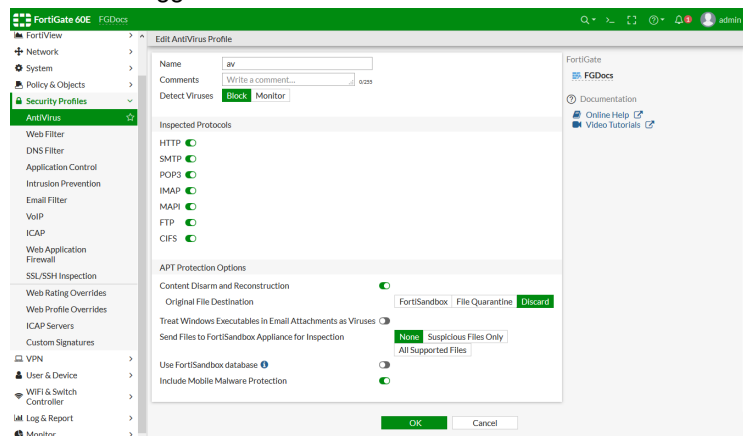 FortiGate 60E FGDocs
admin
FortiView
Network
System
Policy & Objects
Security Profiles
AntiVirus
Web Filter
DNS Filter
Application Control
Intrusion Prevention
Email Filter
VoIP
ICAP
Web Application
Firewall
SSL/SSH Inspection
Web Rating Overrides
Web Profile Overrides
ICAP Servers
Custom Signatures
VPN
User & Device
WiFi & Switch
Controller
Log & Report
Monitor
Edit AntiVirus Profile
Name av
Comments Write a comment... 0/255
Detect Viruses Block Monitor
Inspected Protocols
HTTP
SMTP
POP3
IMAP
MAPI
FTP
CIFS
APT Protection Options
Content Disarm and Reconstruction
Original File Destination FortiSandbox File Quarantine Discard
Treat Windows Executables in Email Attachments as Viruses
Send Files to FortiSandbox Appliance for Inspection None Suspicious Files Only
All Supported Files
Use FortiSandbox database
Include Mobile Malware Protection
OK Cancel
FortiGate
FGDocs
Documentation
Online Help
Video Tutorials